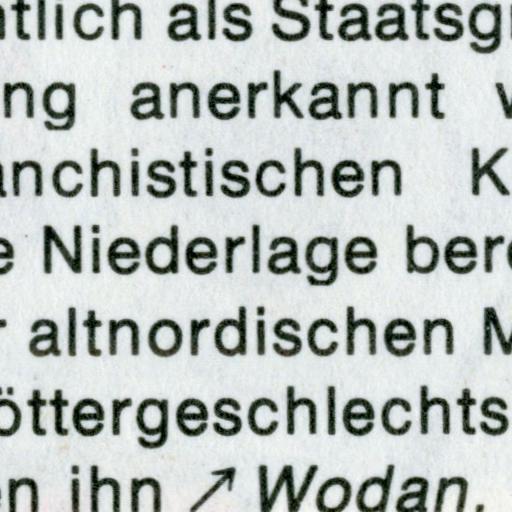 ntlich als Staatsg
ng anerkannt
anchistischen K
e Niederlage ber
r altnordischen M
öttergeschlechts
en ihn ↗ Wodan.